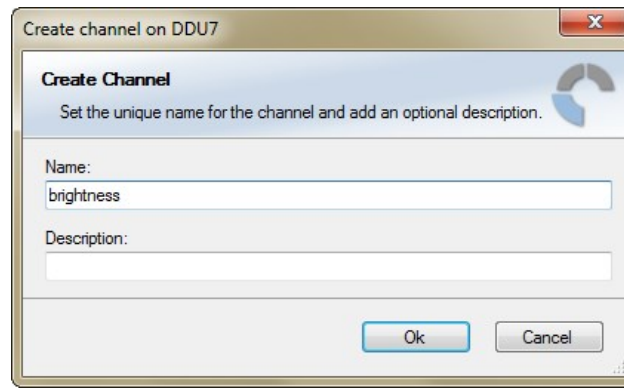 Create channel on DDU7
Create Channel
Set the unique name for the channel and add an optional description.
Name:
brightness
Description:
Ok
Cancel